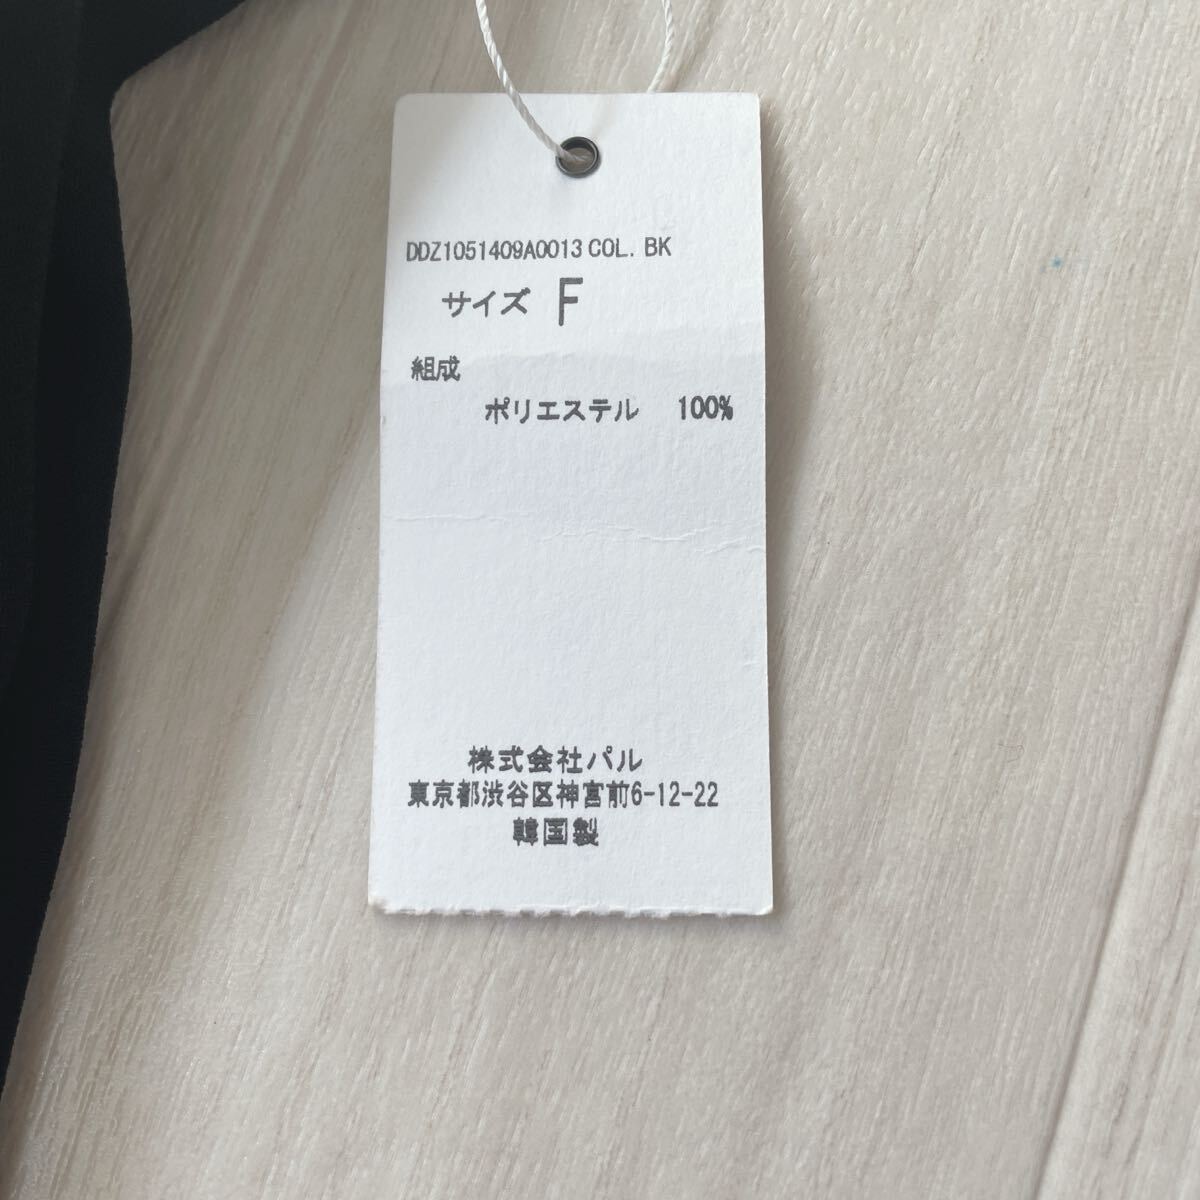 DDZ1051409A0013 COL. BK
サイズ F
組成
ポリエステル 100%
株式会社パル
東京都渋谷区神宮前6-12-22
韓国製